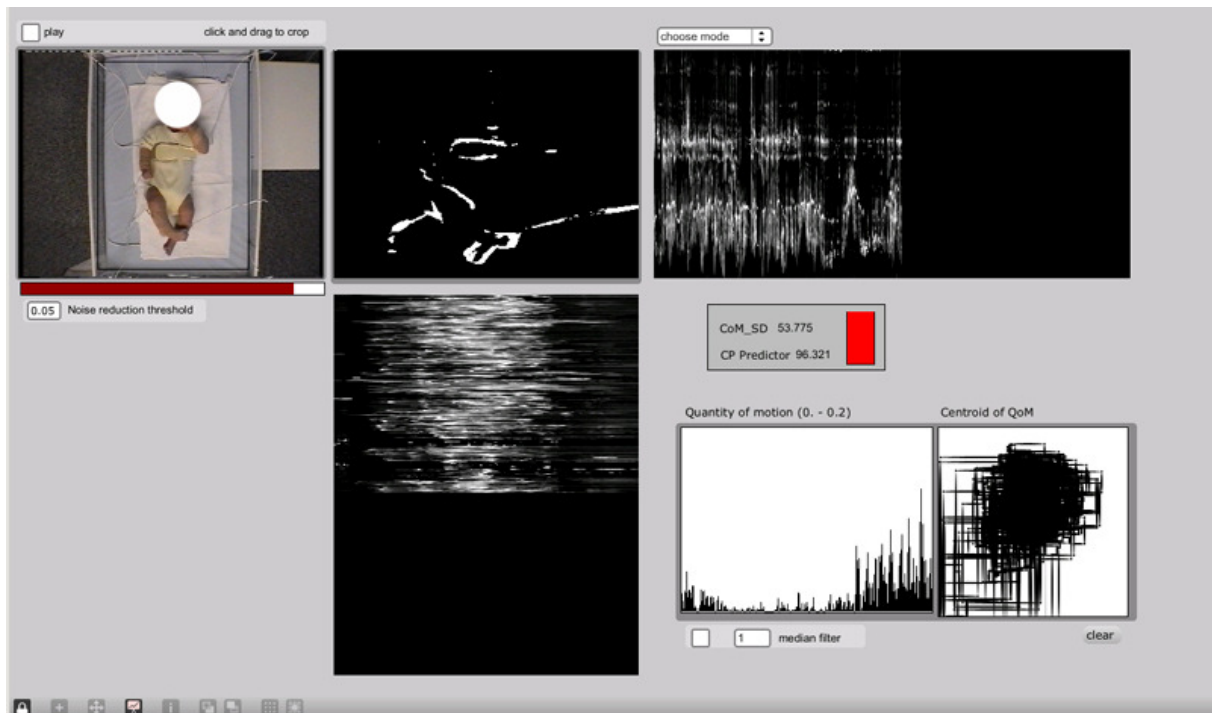 play
click and drag to crop
choose mode
0.05 Noise reduction threshold
CoM_SD 53.775
CP Predictor 96.321
Quantity of motion (0. - 0.2)
Centroid of QoM
1 median filter
clear